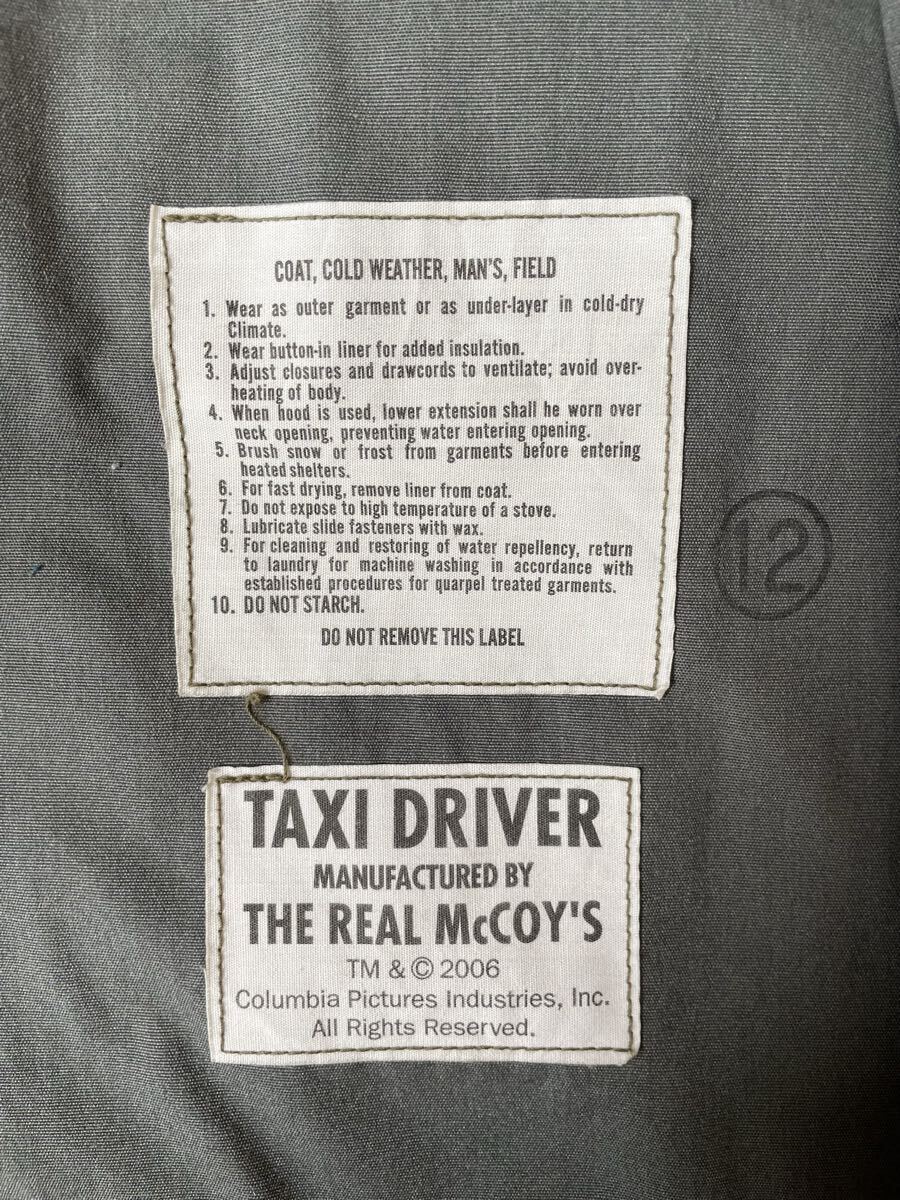 COAT, COLD WEATHER, MAN'S, FIELD
1. Wear as outer garment or as under-layer in cold-dry
Climate.
2. Wear button-in liner for added insulation.
3. Adjust closures and drawcords to ventilate; avoid over-
heating of body.
4. When hood is used, lower extension shall he worn over
neck opening, preventing water entering opening.
5. Brush snow or frost from garments before entering
heated shelters.
6. For fast drying, remove liner from coat.
7. Do not expose to high temperature of a stove.
8. Lubricate slide fasteners with wax.
9. For cleaning and restoring of water repellency, return
to laundry for machine washing in accordance with
established procedures for quarpel treated garments.
10. DO NOT STARCH.
DO NOT REMOVE THIS LABEL
12
TAXI DRIVER
MANUFACTURED BY
THE REAL McCOY'S
TM & © 2006
Columbia Pictures Industries, Inc.
All Rights Reserved.